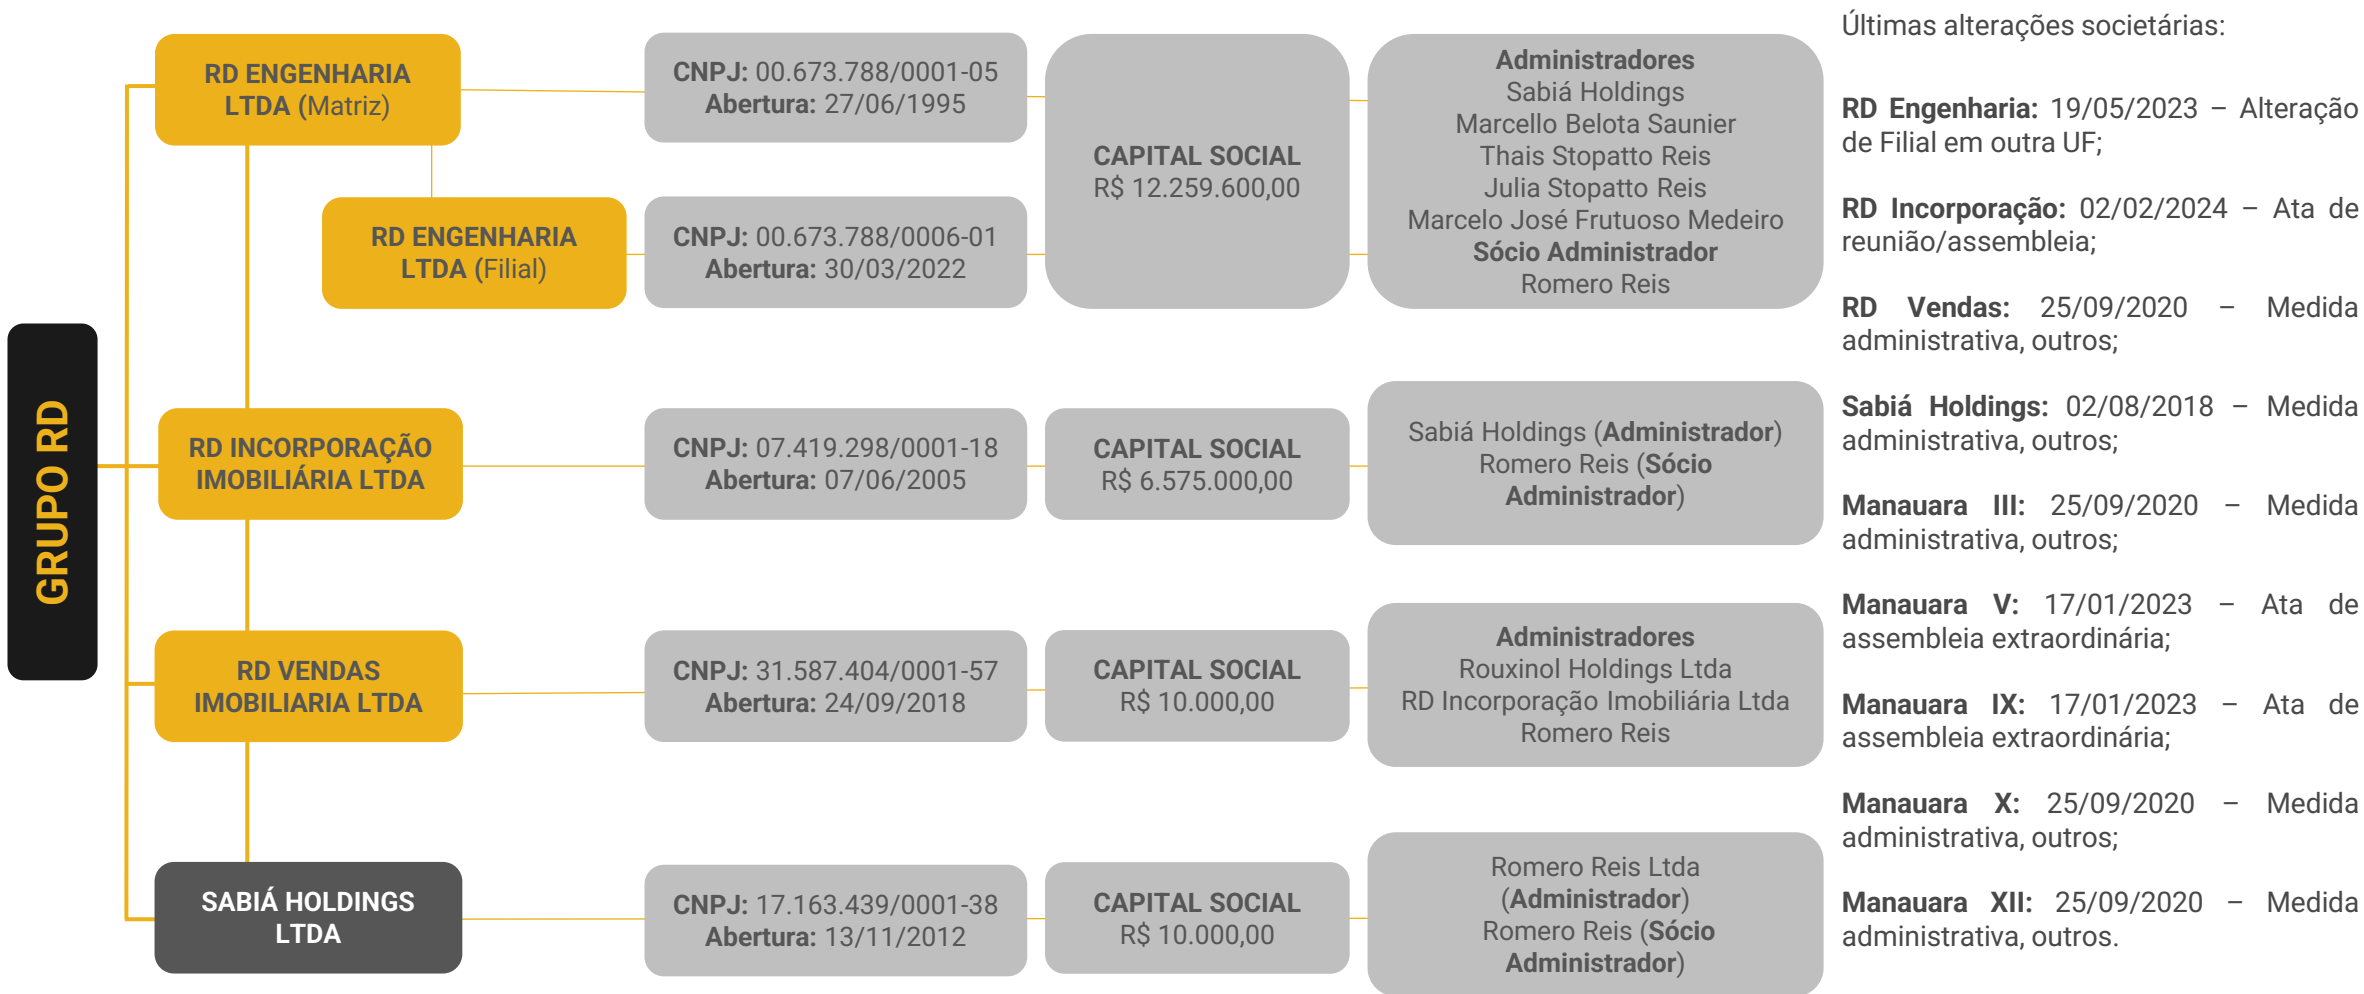 GRUPO RD
RD ENGENHARIA
LTDA (Matriz)
CNPJ: 00.673.788/0001-05
Abertura: 27/06/1995
RD ENGENHARIA
LTDA (Filial)
CNPJ: 00.673.788/0006-01
Abertura: 30/03/2022
CAPITAL SOCIAL
R$ 12.259.600,00
Administradores
Sabiá Holdings
Marcello Belota Saunier
Thais Stopatto Reis
Julia Stopatto Reis
Marcelo José Frutuoso Medeiro
Sócio Administrador
Romero Reis
RD INCORPORAÇÃO
IMOBILIÁRIA LTDA
CNPJ: 07.419.298/0001-18
Abertura: 07/06/2005
CAPITAL SOCIAL
R$ 6.575.000,00
Sabiá Holdings (Administrador)
Romero Reis (Sócio
Administrador)
RD VENDAS
IMOBILIARIA LTDA
CNPJ: 31.587.404/0001-57
Abertura: 24/09/2018
CAPITAL SOCIAL
R$ 10.000,00
Administradores
Rouxinol Holdings Ltda
RD Incorporação Imobiliária Ltda
Romero Reis
SABIÁ HOLDINGS
LTDA
CNPJ: 17.163.439/0001-38
Abertura: 13/11/2012
CAPITAL SOCIAL
R$ 10.000,00
Romero Reis Ltda
(Administrador)
Romero Reis (Sócio
Administrador)
Últimas alterações societárias:
RD Engenharia: 19/05/2023 – Alteração
de Filial em outra UF;
RD Incorporação: 02/02/2024 – Ata de
reunião/assembleia;
RD Vendas: 25/09/2020 – Medida
administrativa, outros;
Sabiá Holdings: 02/08/2018 – Medida
administrativa, outros;
Manauara III: 25/09/2020 – Medida
administrativa, outros;
Manauara V: 17/01/2023 – Ata de
assembleia extraordinária;
Manauara IX: 17/01/2023 – Ata de
assembleia extraordinária;
Manauara X: 25/09/2020 – Medida
administrativa, outros;
Manauara XII: 25/09/2020 – Medida
administrativa, outros.